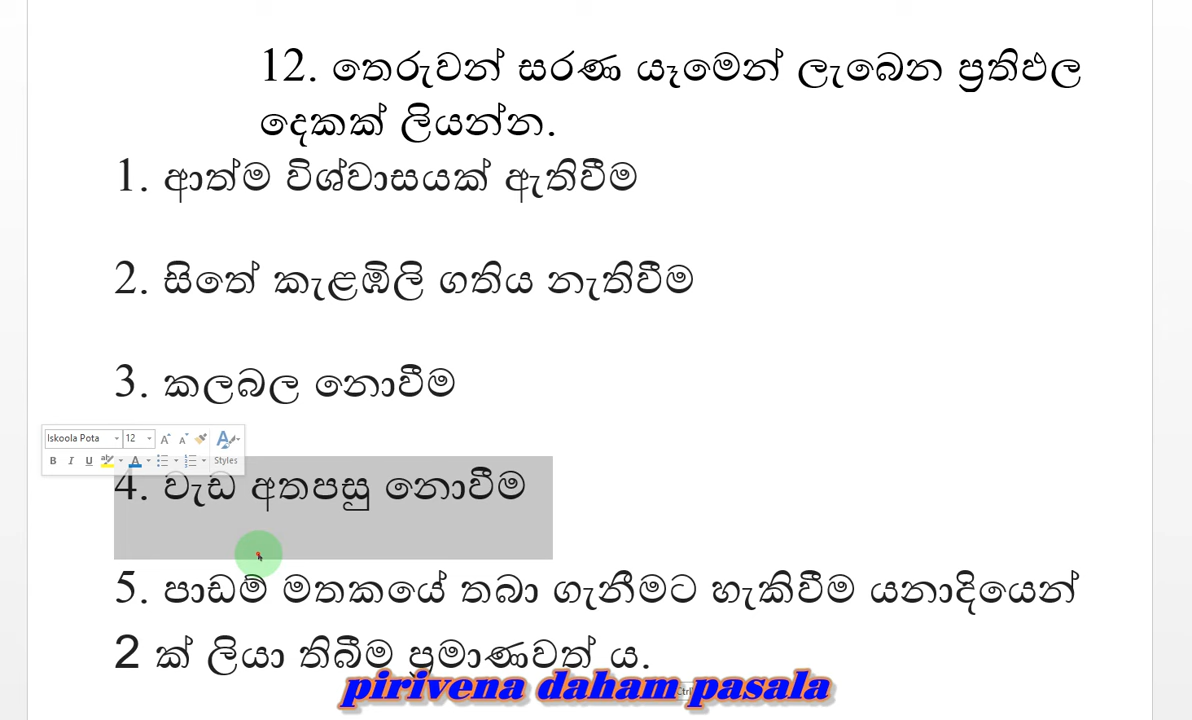 12. තෙරුවන් සරණ යෑමෙන් ලැබෙන ප්‍රතිඵල
දෙකක් ලියන්න.
1. ආත්ම විශ්වාසයක් ඇතිවීම
2. සිතේ කැළඹිලි ගතිය නැතිවීම
3. කලබල නොවීම
Iskoola Pota 12
B I U Styles
4. වැඩ අතපසු නොවීම
5. පාඩම් මතකයේ තබා ගැනීමට හැකිවීම යනාදියෙන්
2 ක් ලියා තිබීම ප්‍රමාණවත් ය.
pirivena daham pasala